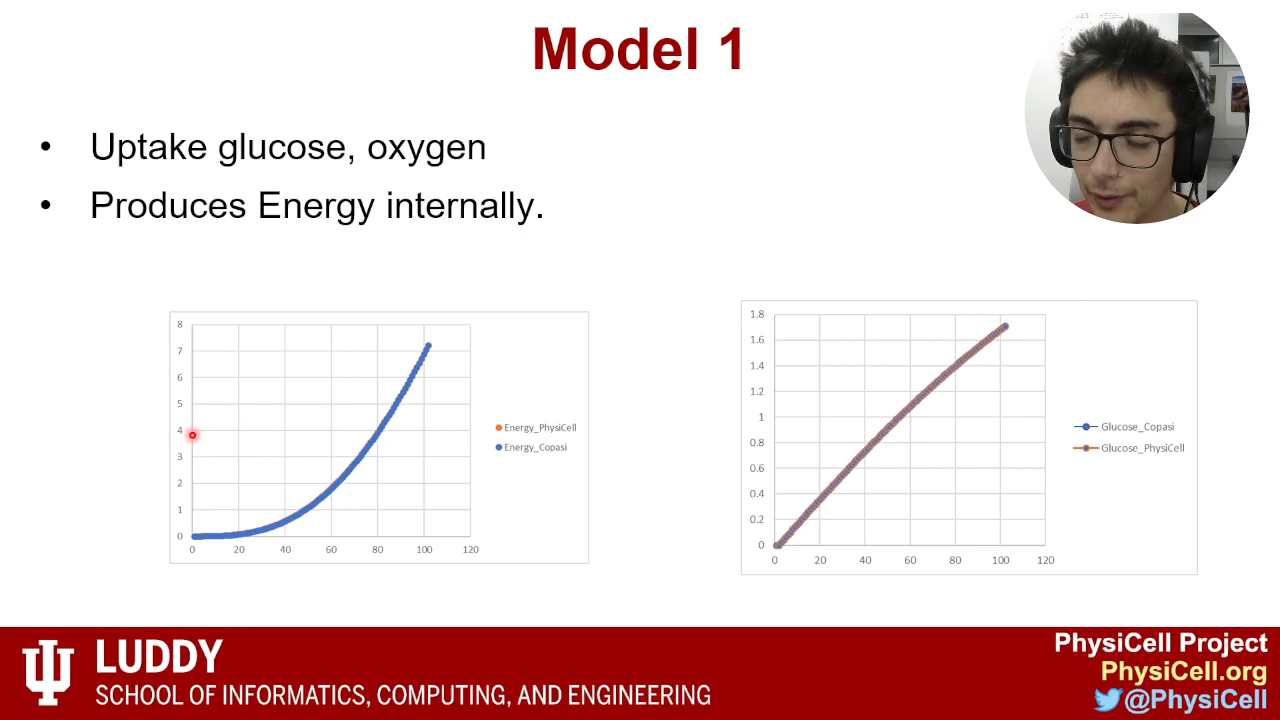 Model 1
• Uptake glucose, oxygen
• Produces Energy internally.
8
7
6
5
4
3
2
1
0
0 20 40 60 80 100 120
Energy_PhysiCell
Energy_Copasi
1.8
1.6
1.4
1.2
1
0.8
0.6
0.4
0.2
0
0 20 40 60 80 100 120
Glucose_Copasi
Glucose_PhysiCell
LUDDY
SCHOOL OF INFORMATICS, COMPUTING, AND ENGINEERING
PhysiCell Project
PhysiCell.org
@PhysiCell